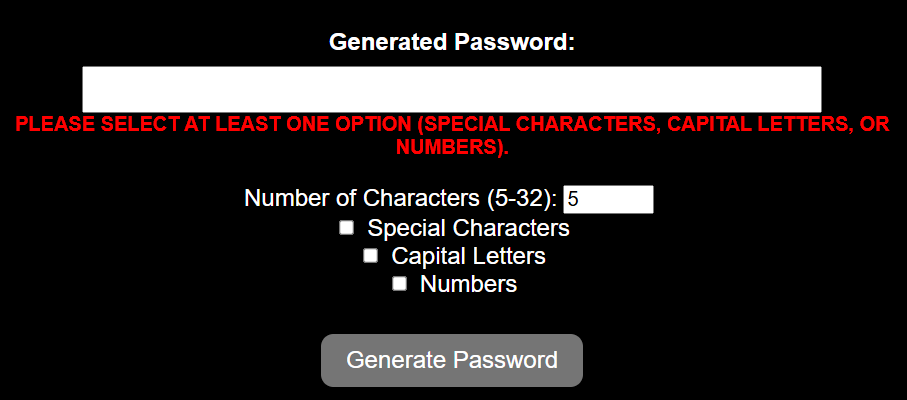 Generated Password:
PLEASE SELECT AT LEAST ONE OPTION (SPECIAL CHARACTERS, CAPITAL LETTERS, OR
NUMBERS).
Number of Characters (5-32): 5
Special Characters
Capital Letters
Numbers
Generate Password